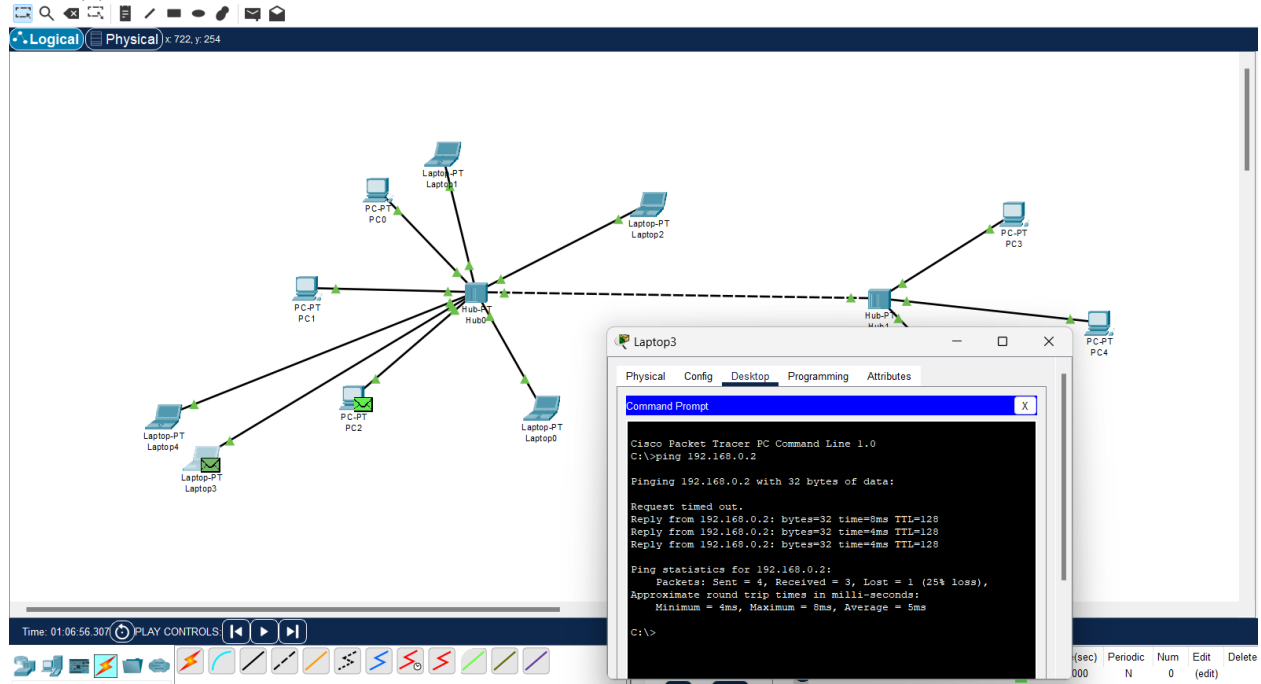 Logical Physical x: 722, y: 254
Laptop-PT
Laptop1
PC-PT
PC0
Laptop-PT
Laptop2
PC-PT
PC3
PC-PT
PC1
Hub-PT
Hub0
Hub-PT
Hub1
PC-PT
PC4
PC-PT
PC2
Laptop-PT
Laptop0
Laptop-PT
Laptop4
Laptop-PT
Laptop3
Laptop3
Physical Config Desktop Programming Attributes
Command Prompt X
Cisco Packet Tracer PC Command Line 1.0
C:\>ping 192.168.0.2
Pinging 192.168.0.2 with 32 bytes of data:
Request timed out.
Reply from 192.168.0.2: bytes=32 time=8ms TTL=128
Reply from 192.168.0.2: bytes=32 time=4ms TTL=128
Reply from 192.168.0.2: bytes=32 time=4ms TTL=128
Ping statistics for 192.168.0.2:
Packets: Sent = 4, Received = 3, Lost = 1 (25% loss),
Approximate round trip times in milli-seconds:
Minimum = 4ms, Maximum = 8ms, Average = 5ms
C:\>
Time: 01:06:56.307 PLAY CONTROLS:
(sec) Periodic Num Edit Delete
000 N 0 (edit)